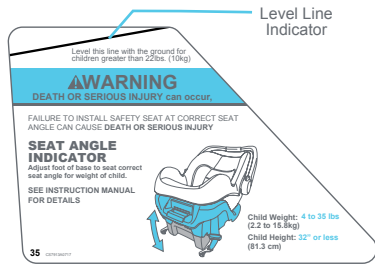 Level Line
Indicator
Level this line with the ground for
children greater than 22lbs. (10kg)
WARNING
DEATH OR SERIOUS INJURY can occur,
FAILURE TO INSTALL SAFETY SEAT AT CORRECT SEAT
ANGLE CAN CAUSE DEATH OR SERIOUS INJURY
SEAT ANGLE
INDICATOR
Adjust foot of base to seat correct
seat angle for weight of child.
SEE INSTRUCTION MANUAL
FOR DETAILS
Child Weight: 4 to 35 lbs
(2.2 to 15.8kg)
Child Height: 32" or less
(81.3 cm)
35